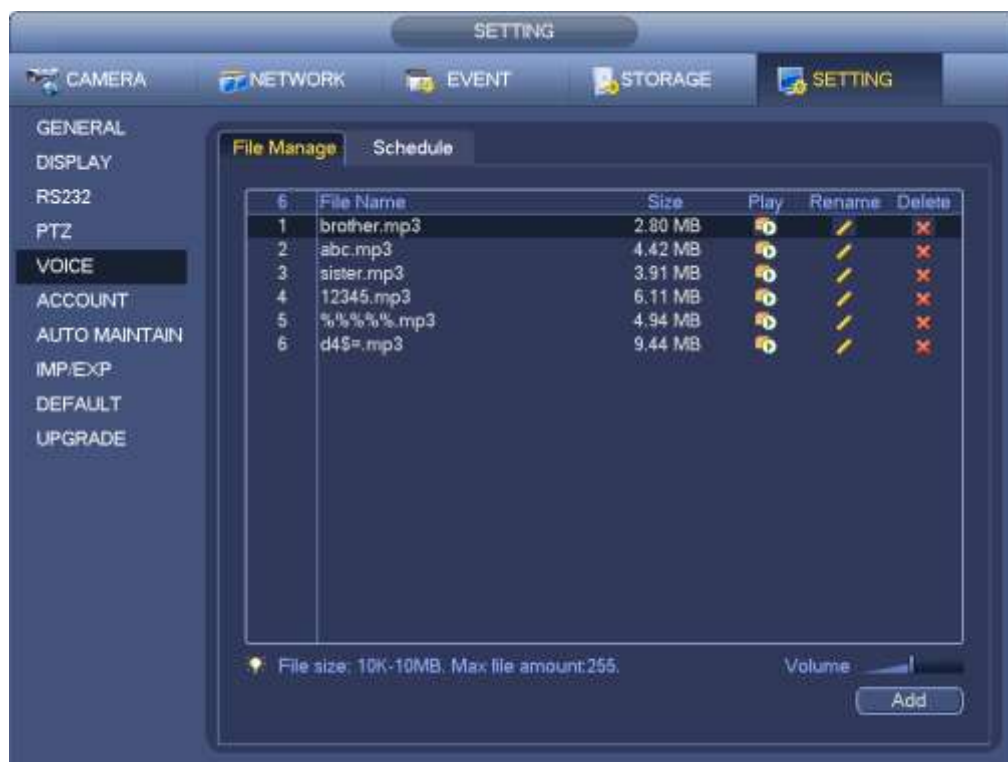 SETTING
CAMERA NETWORK EVENT STORAGE SETTING
GENERAL
DISPLAY
RS232
PTZ
VOICE
ACCOUNT
AUTO MAINTAIN
IMP/EXP
DEFAULT
UPGRADE
File Manage Schedule
6 File Name Size Play Rename Delete
1 brother.mp3 2.80 MB
2 abc.mp3 4.42 MB
3 sister.mp3 3.91 MB
4 12345.mp3 6.11 MB
5 %%%%%.mp3 4.94 MB
6 d4$=.mp3 9.44 MB
File size: 10K-10MB. Max file amount:255. Volume
Add